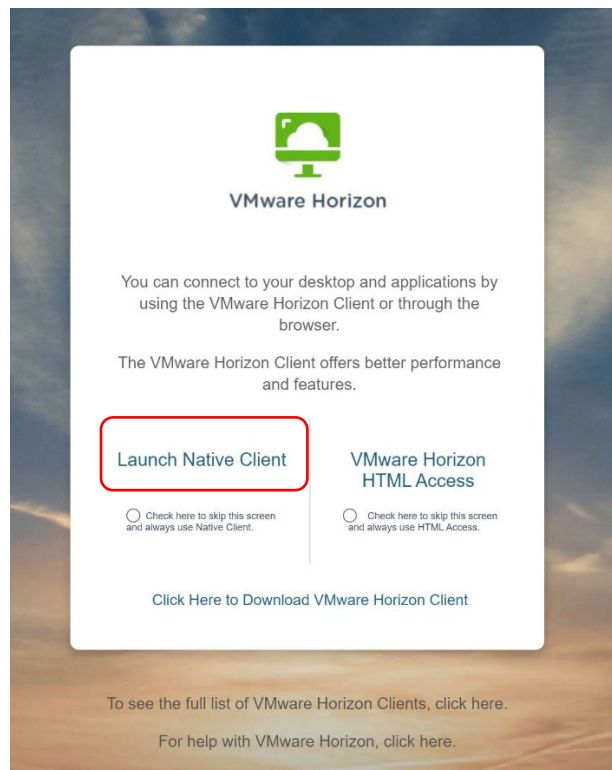 VMware Horizon
You can connect to your desktop and applications by
using the VMware Horizon Client or through the
browser.
The VMware Horizon Client offers better performance
and features.
Launch Native Client
Check here to skip this screen
and always use Native Client.
VMware Horizon
HTML Access
Check here to skip this screen
and always use HTML Access.
Click Here to Download VMware Horizon Client
To see the full list of VMware Horizon Clients, click here.
For help with VMware Horizon, click here.